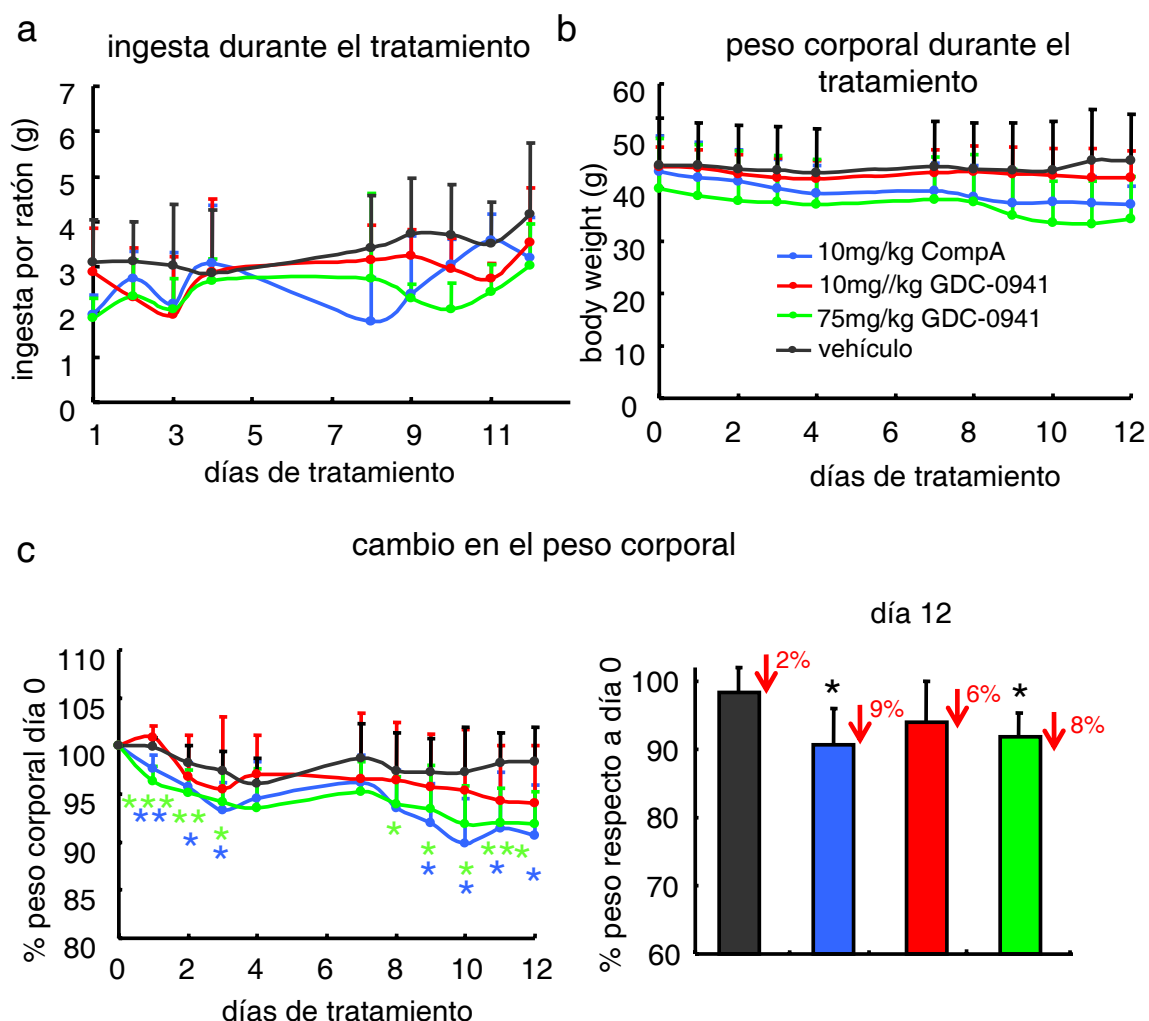 a
ingesta durante el tratamiento
ingesta por ratón (g)
7
6
5
4
3
2
1
0
1 3 5 7 9 11
días de tratamiento
b
peso corporal durante el
tratamiento
body weight (g)
60
50
40
30
20
10
0
0 2 4 6 8 10 12
días de tratamiento
10mg/kg CompA
10mg//kg GDC-0941
75mg/kg GDC-0941
vehículo
c
cambio en el peso corporal
% peso corporal día 0
110
105
100
95
90
85
80
0 2 4 6 8 10 12
días de tratamiento
*** ** * * * * ***
** * * * * * *
día 12
% peso respecto a día 0
100
90
80
70
60
2%
* 9%
6%
* 8%